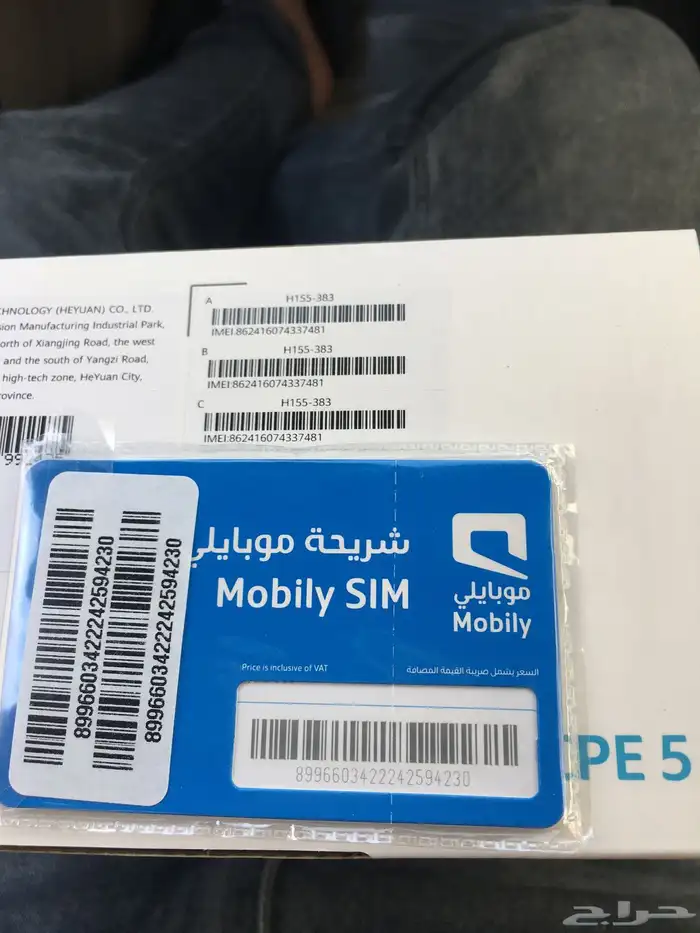 CHNOLOGY (HEYUAN) CO., LTD.
sion Manufacturing Industrial Park,
orth of Xiangjing Road, the west
and the south of Yangzi Road,
high-tech zone, HeYuan City,
rovince.
A H155-383
IMEI:862416074337481
B H155-383
IMEI:862416074337481
C H155-383
IMEI:862416074337481
شريحة موبايلي
Mobily SIM
موبايلي
Mobily
8996603422242594230
8996603422242594230
Price is inclusive of VAT
السعر يشمل ضريبة القيمة المضافة
8996603422242594230
CPE 5
حراج